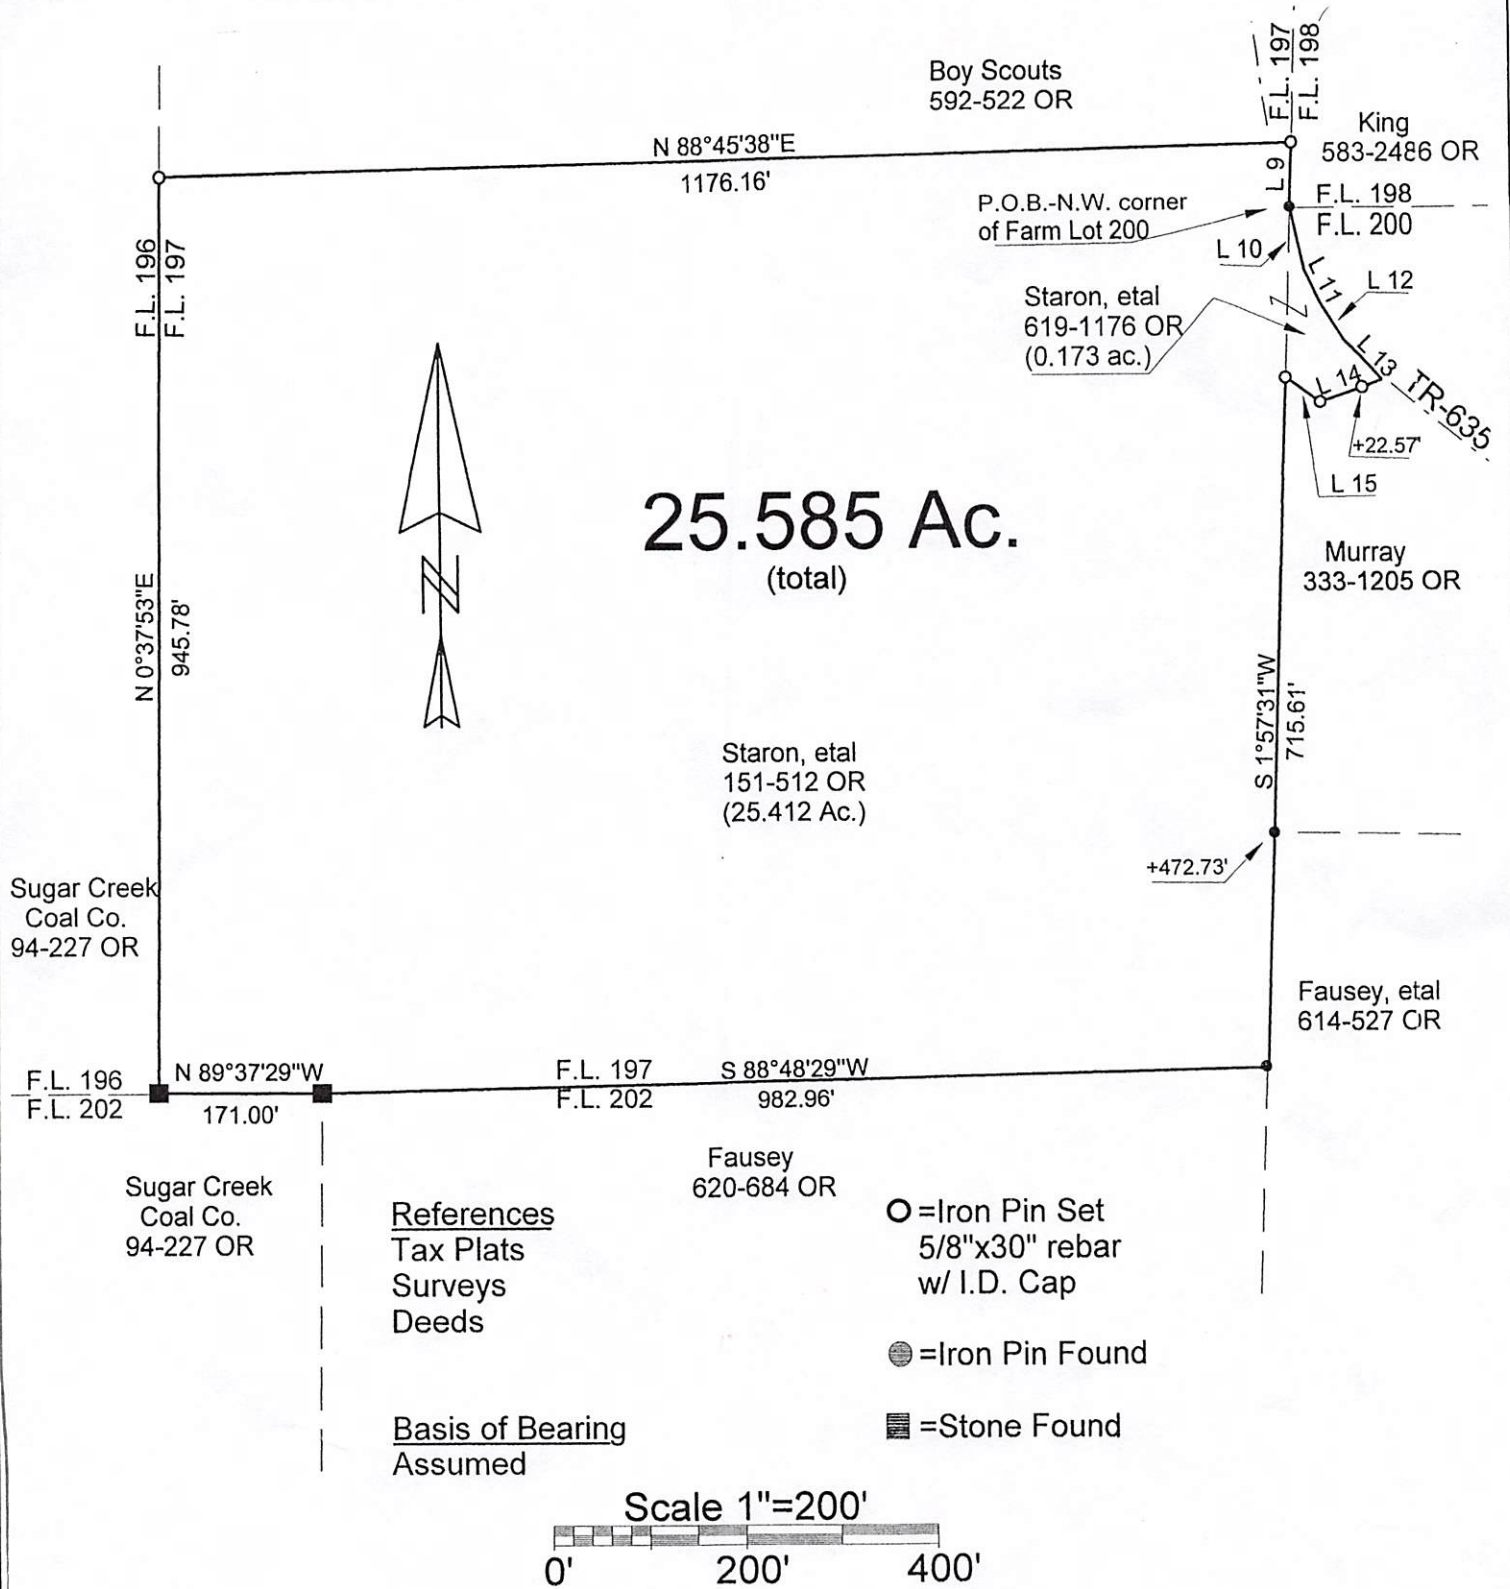 F.L. 197
F.L. 198
Boy Scouts
592-522 OR
King
583-2486 OR
N 88°45'38"E
1176.16'
L 9
P.O.B.-N.W. corner
of Farm Lot 200
F.L. 198
F.L. 200
L 10
L 11
L 12
F.L. 196
F.L. 197
Staron, etal
619-1176 OR
(0.173 ac.)
Z
L 13
L 14
TR-635
+22.57'
L 15
25.585 Ac.
(total)
N
Murray
333-1205 OR
N 0°37'53"E
945.78'
S 1°57'31"W
715.61'
Staron, etal
151-512 OR
(25.412 Ac.)
+472.73'
Sugar Creek
Coal Co.
94-227 OR
Fausey, etal
614-527 OR
F.L. 196
F.L. 202
N 89°37'29"W
171.00'
F.L. 197
F.L. 202
S 88°48'29"W
982.96'
Fausey
620-684 OR
Sugar Creek
Coal Co.
94-227 OR
References
Tax Plats
Surveys
Deeds
=Iron Pin Set
5/8"x30" rebar
w/ I.D. Cap
=Iron Pin Found
=Stone Found
Basis of Bearing
Assumed
Scale 1"=200'
0' 200' 400'